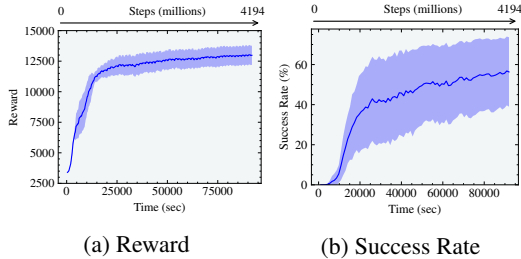 0 Steps (millions) 4194
15000
12500
10000
7500
5000
2500
Reward
0 25000 50000 75000
Time (sec)
(a) Reward
0 Steps (millions) 4194
60
40
20
0
Success Rate (%)
0 20000 40000 60000 80000
Time (sec)
(b) Success Rate